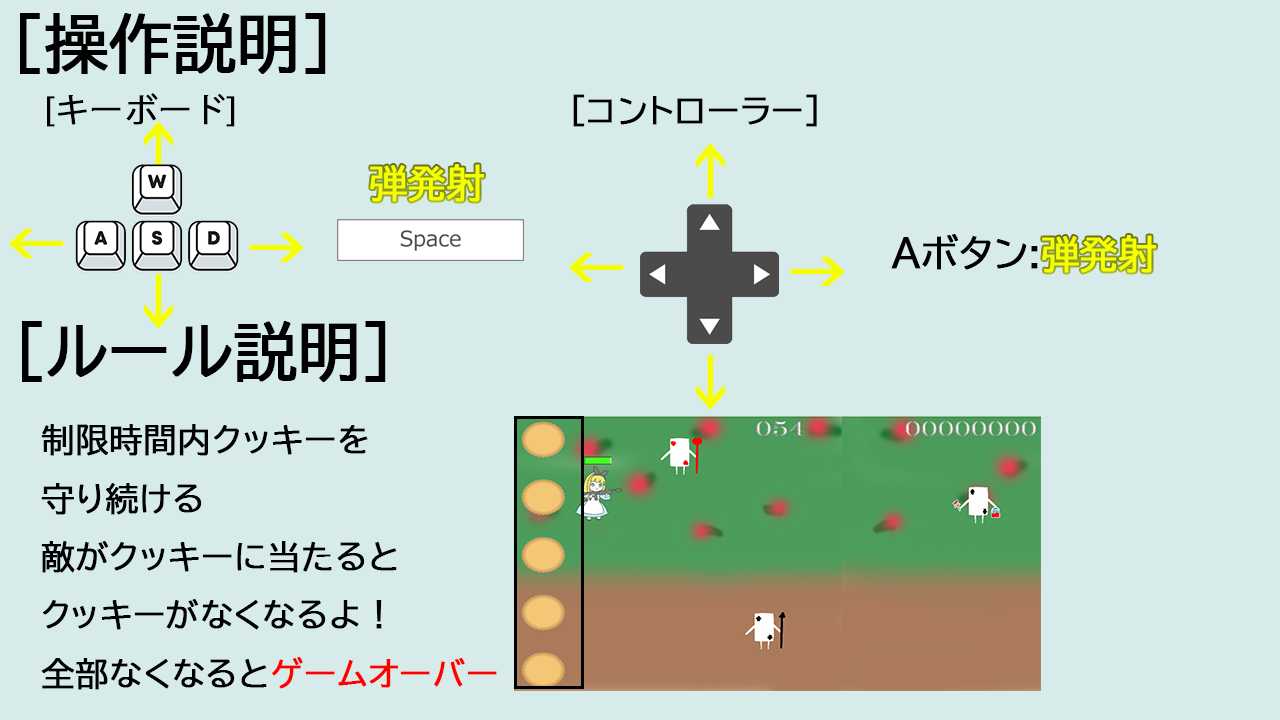 [操作説明]
[キーボード]
W
A S D
弾発射
Space
[コントローラー]
Aボタン:弾発射
[ルール説明]
制限時間内クッキーを
守り続ける
敵がクッキーに当たると
クッキーがなくなるよ！
全部なくなるとゲームオーバー
054
00000000